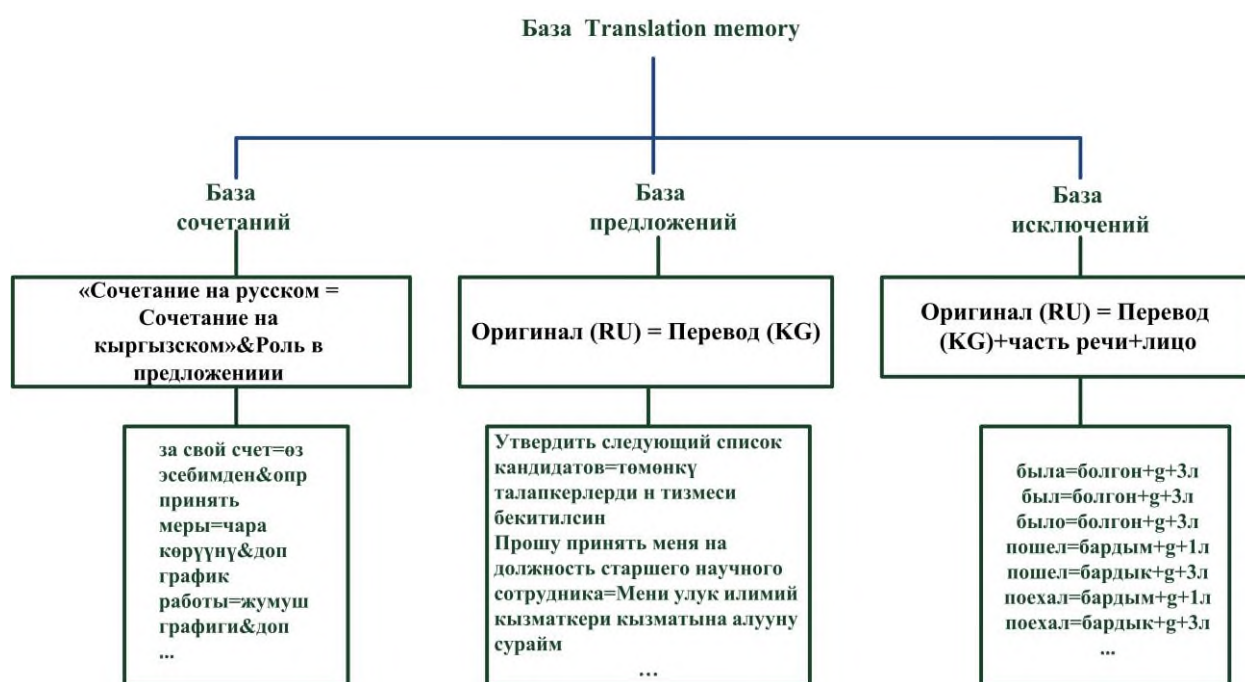 База Translation memory
База
сочетаний
База
предложений
База
исключений
«Сочетание на русском =
Сочетание на
кыргызском»&Роль в
предложениии
Оригинал (RU) = Перевод (KG)
Оригинал (RU) = Перевод
(KG)+часть речи+лицо
за свой счет=өз
эсебимден&опр
принять
меры=чара
көрүүнү&доп
график
работы=жумуш
графиги&доп
...
Утвердить следующий список
кандидатов=төмөнкү
талапкерлерди н тизмеси
бекитилсин
Прошу принять меня на
должность старшего научного
сотрудника=Мени улук илимий
кызматкери кызматына алууну
сурайм
...
была=болгон+g+3л
был=болгон+g+3л
было=болгон+g+3л
пошел=бардым+g+1л
пошел=бардык+g+3л
поехал=бардым+g+1л
поехал=бардык+g+3л
...